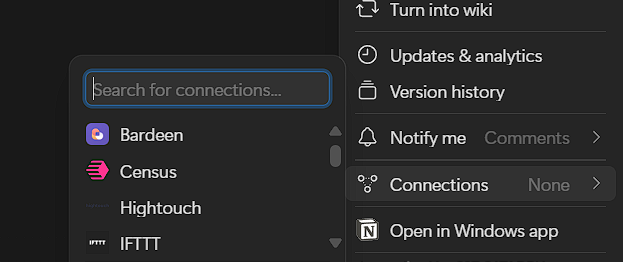 Turn into wiki
Updates & analytics
Version history
Notify me Comments
Connections None
Open in Windows app
Search for connections...
Bardeen
Census
Hightouch
IFTTT IFTTT